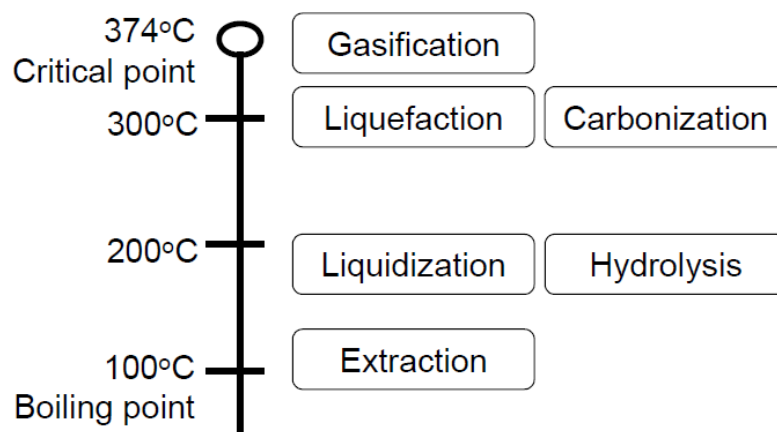 374°C
Critical point
Gasification
300°C
Liquefaction
Carbonization
200°C
Liquidization
Hydrolysis
100°C
Boiling point
Extraction